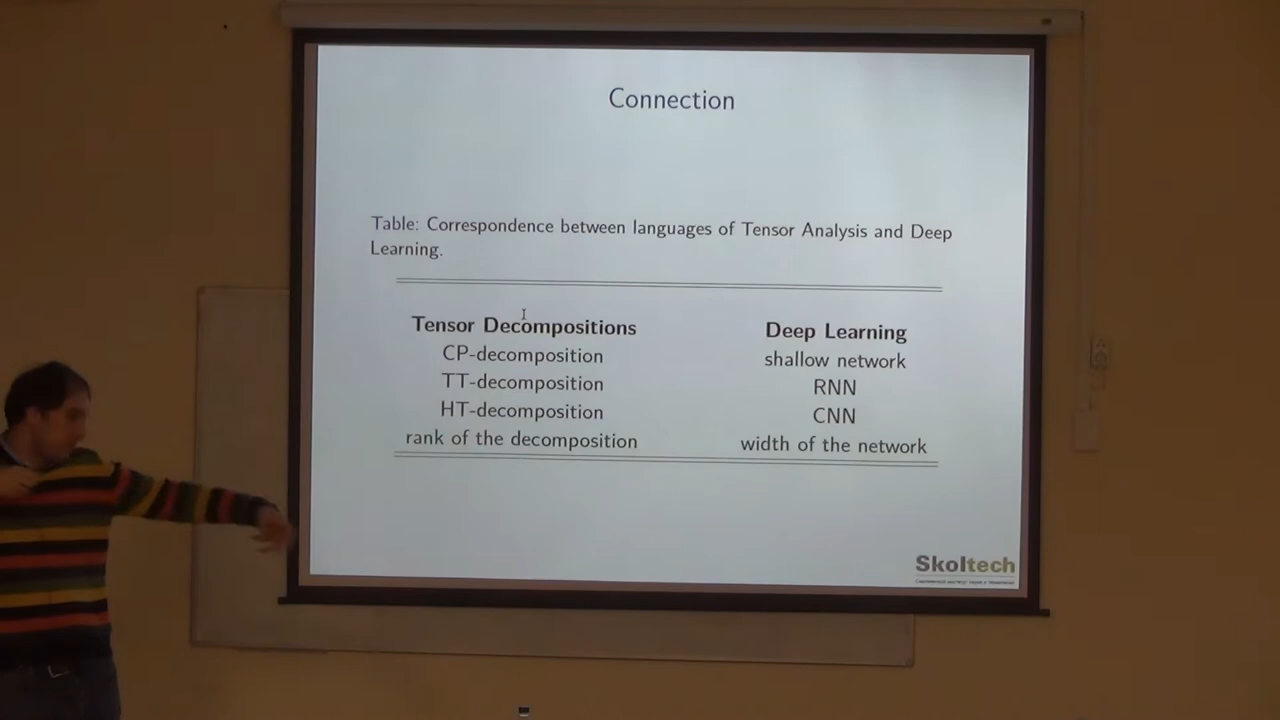 Connection
Table: Correspondence between languages of Tensor Analysis and Deep
Learning.
Tensor Decompositions Deep Learning
CP-decomposition shallow network
TT-decomposition RNN
HT-decomposition CNN
rank of the decomposition width of the network
Skoltech